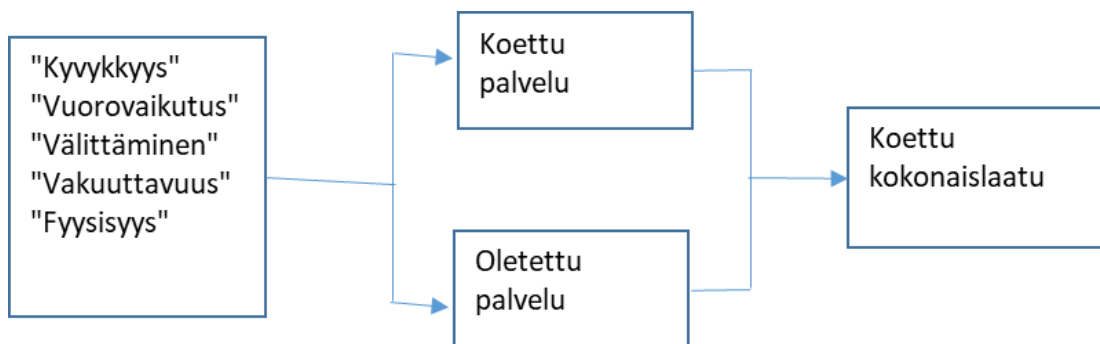 "Kyvykkyys"
"Vuorovaikutus"
"Välittäminen"
"Vakuuttavuus"
"Fyysisyys"
Koettu
palvelu
Oletettu
palvelu
Koettu
kokonaislaatu